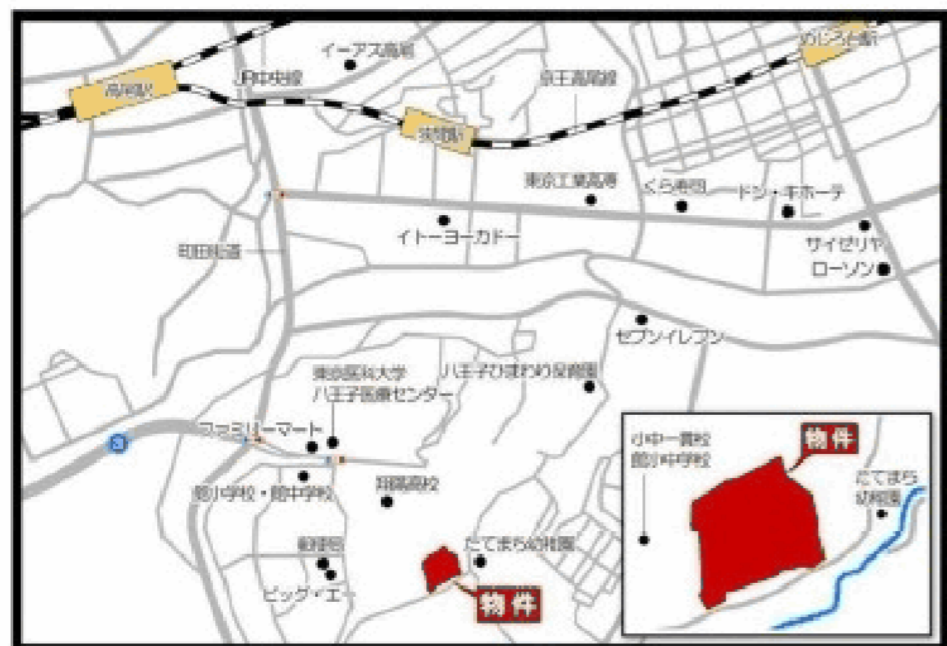 イーアス高尾
めじろ台駅
高尾駅
JR中央線
京王高尾線
狭間駅
東京工業高専
くら寿司
ドン・キホーテ
イトーヨーカドー
サイゼリヤ
町田街道
ローソン
セブンイレブン
東京医科大学
八王子医療センター
八王子ひまわり保育園
ファミリーマート
館小学校・館中学校
翔陽高校
郵便局
ビッグ・エー
たてまち幼稚園
物件
小中一貫校
館小中学校
物件
たてまち
幼稚園